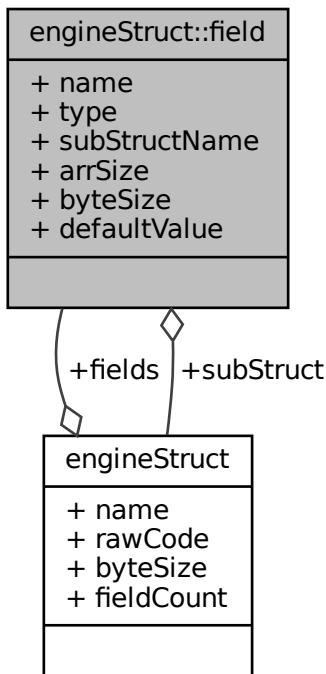 engineStruct::field
+ name
+ type
+ subStructName
+ arrSize
+ byteSize
+ defaultValue
+fields +subStruct
engineStruct
+ name
+ rawCode
+ byteSize
+ fieldCount